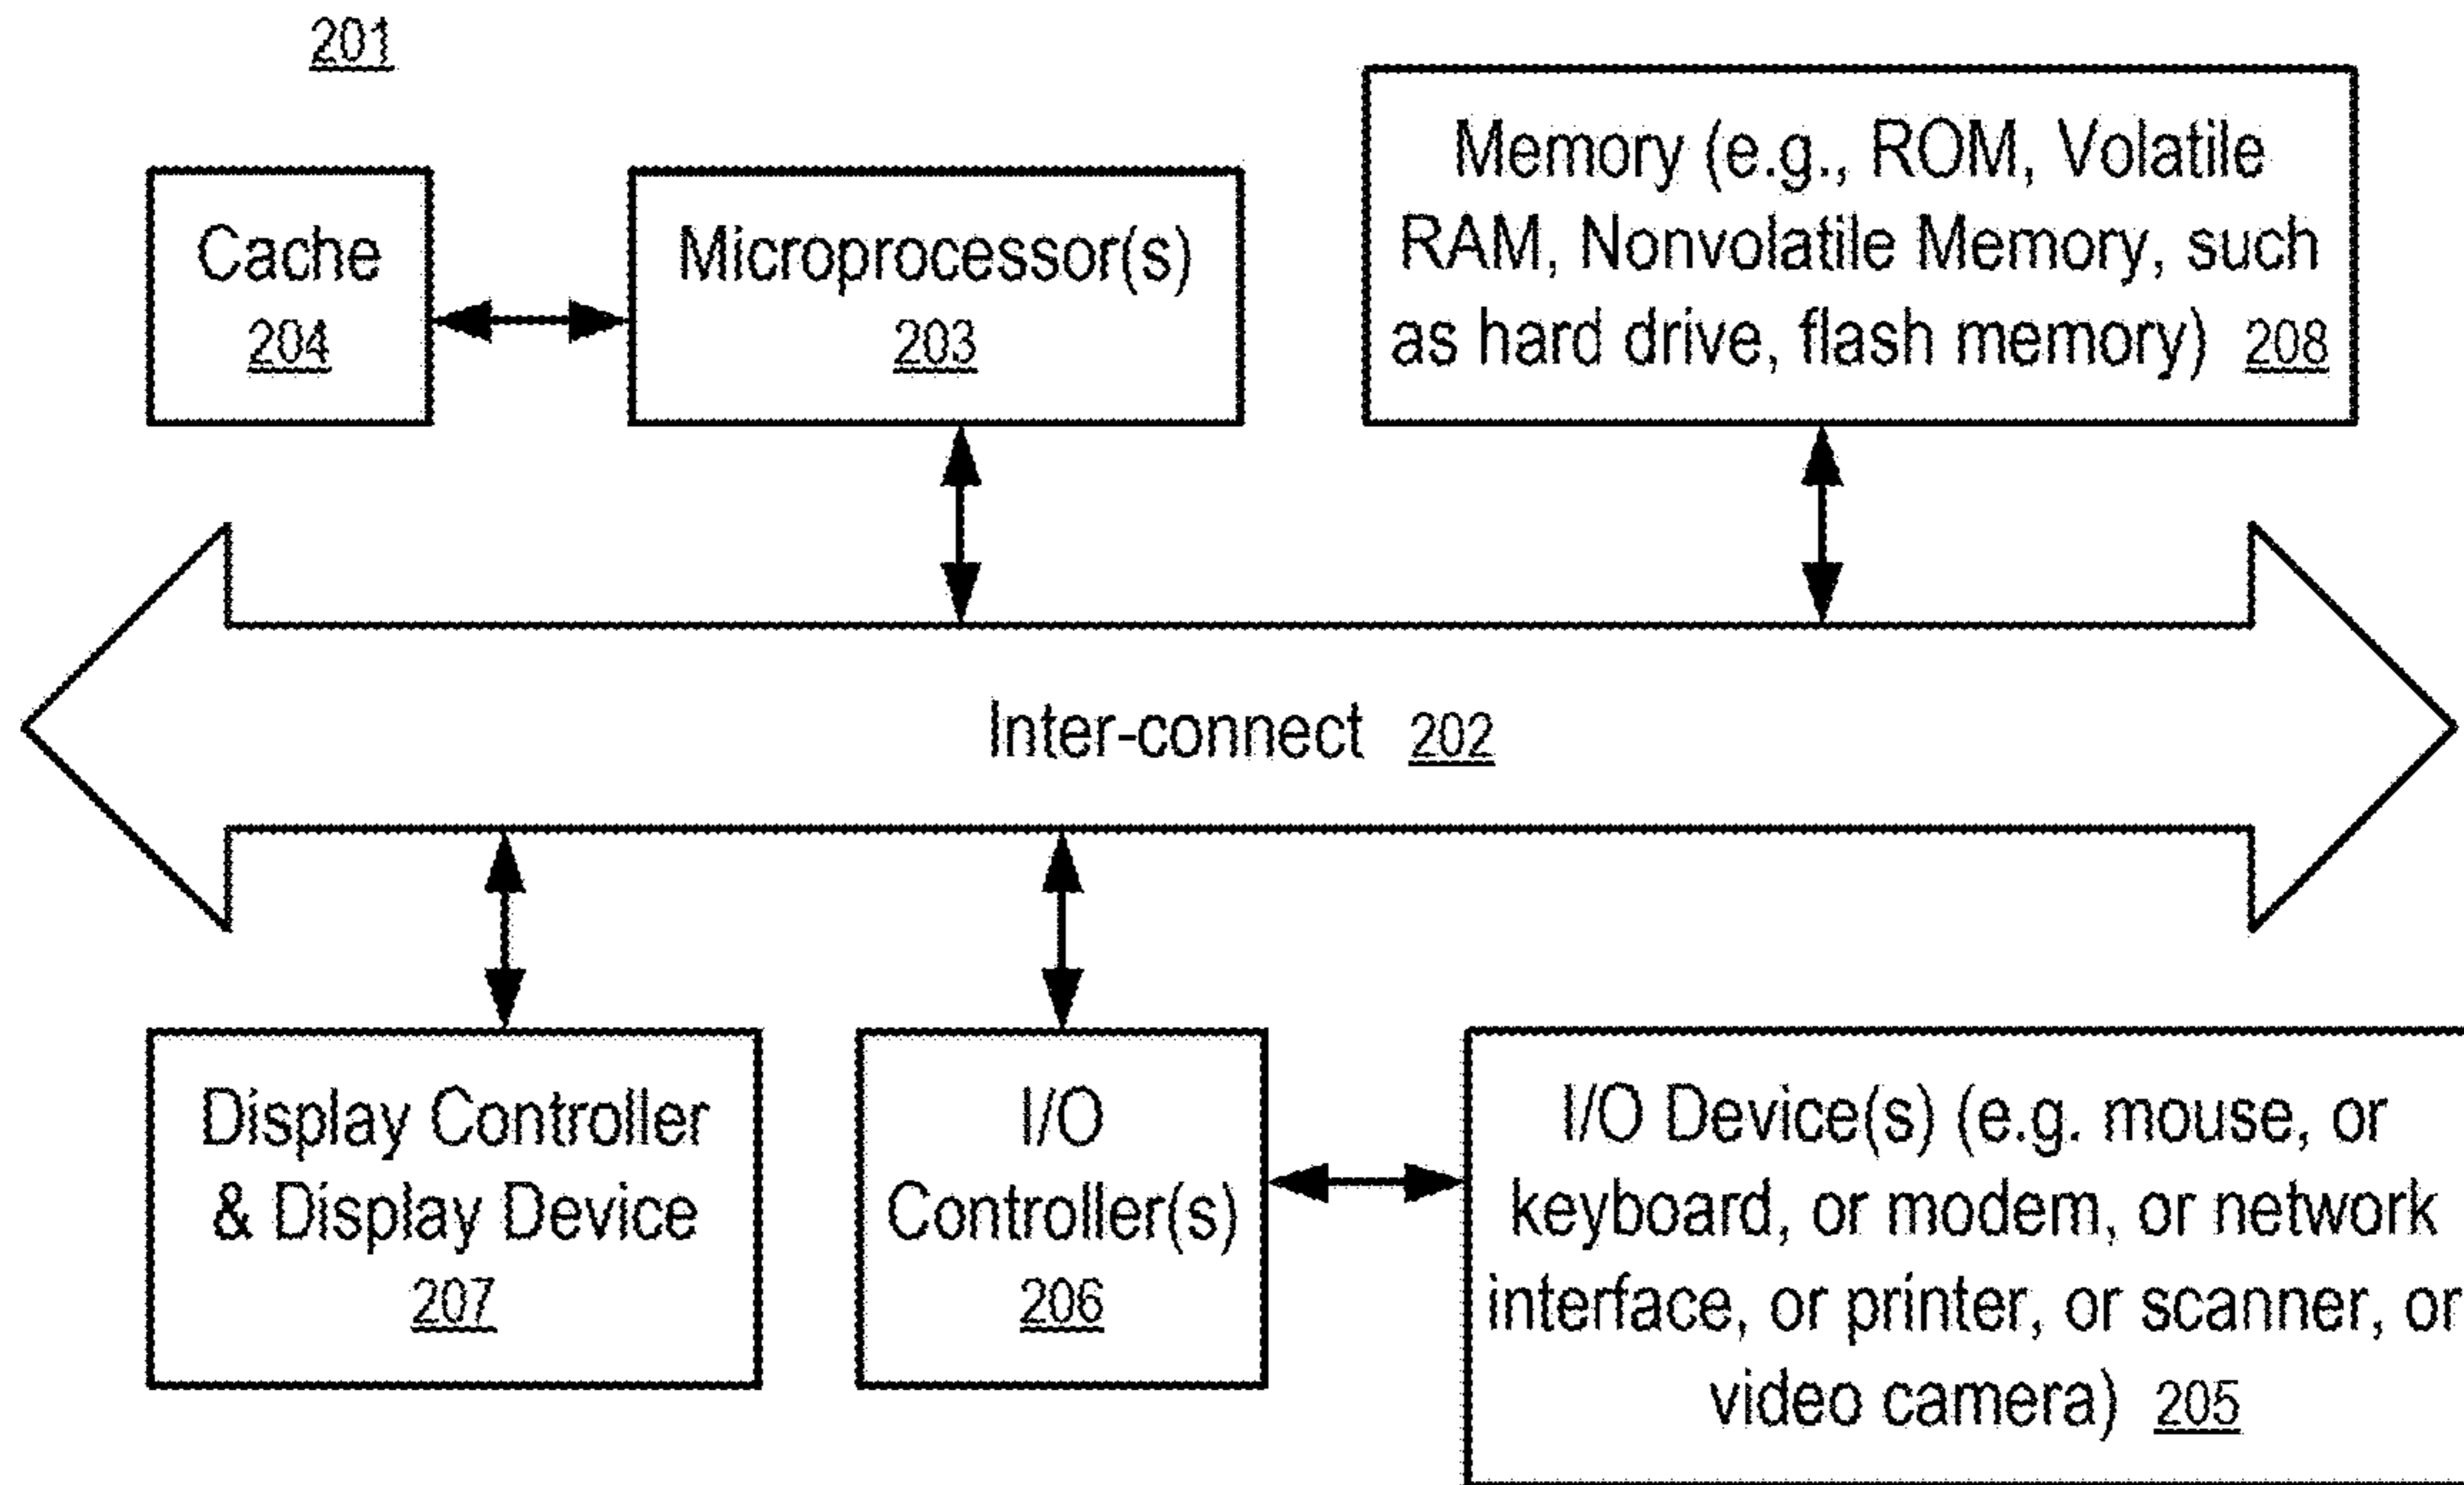 201
Cache
204
Microprocessor(s)
203
Memory (e.g., ROM, Volatile
RAM, Nonvolatile Memory, such
as hard drive, flash memory) 208
Inter-connect 202
Display Controller
& Display Device
207
I/O
Controller(s)
206
I/O Device(s) (e.g. mouse, or
keyboard, or modem, or network
interface, or printer, or scanner, or
video camera) 205